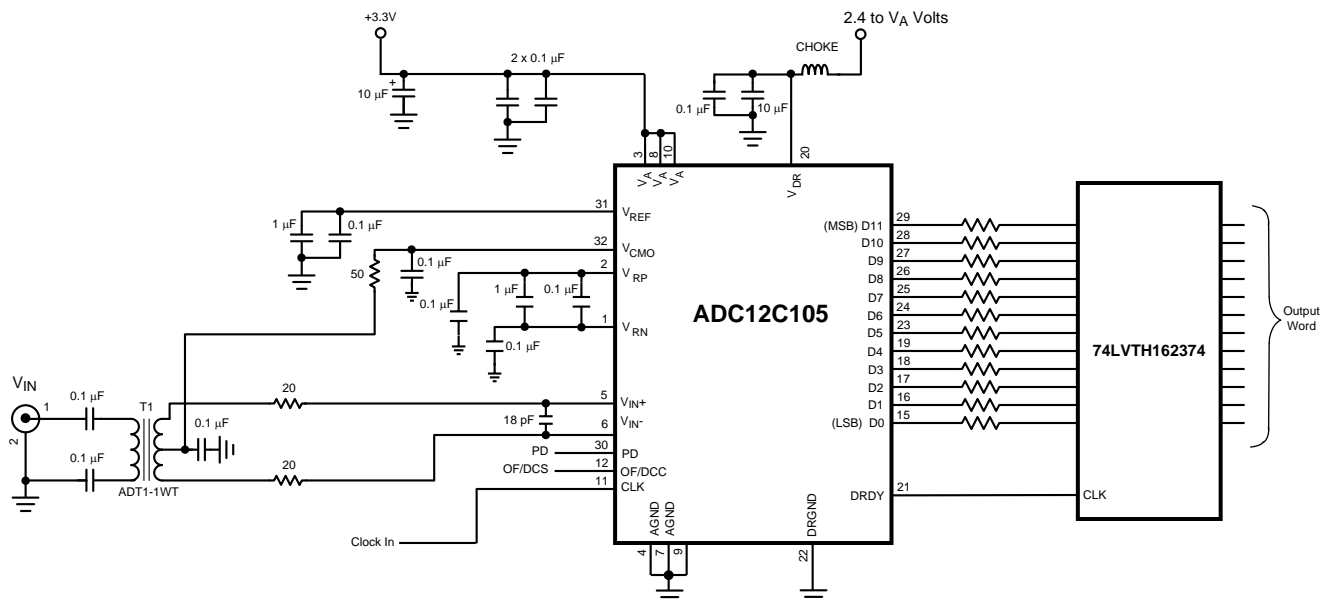 +3.3V
2.4 to VA Volts
CHOKE
2 x 0.1 µF
+
10 µF
0.1 µF
10 µF
3
8
10
20
VA
VA
VA
VDR
31
VREF
1 µF
0.1 µF
32
VCMO
50
0.1 µF
2
VRP
0.1 µF
1 µF
0.1 µF
1
VRN
0.1 µF
ADC12C105
(MSB) D11
29
D10
28
D9
27
D8
26
D7
25
D6
24
D5
23
D4
19
D3
18
D2
17
D1
16
(LSB) D0
15
74LVTH162374
Output
Word
VIN
1
2
0.1 µF
0.1 µF
T1
ADT1-1WT
0.1 µF
20
20
18 pF
5
VIN+
VIN-
6
PD
30
PD
OF/DCS
12
OF/DCC
11
CLK
Clock In
DRDY
21
CLK
AGND
AGND
DRGND
4
7
9
22